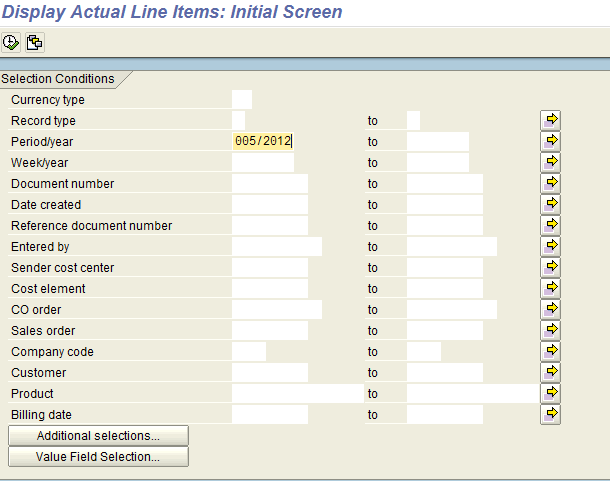 Display Actual Line Items: Initial Screen
Selection Conditions
Currency type
Record type to
Period/year 005/2012 to
Week/year to
Document number to
Date created to
Reference document number to
Entered by to
Sender cost center to
Cost element to
CO order to
Sales order to
Company code to
Customer to
Product to
Billing date to
Additional selections...
Value Field Selection...